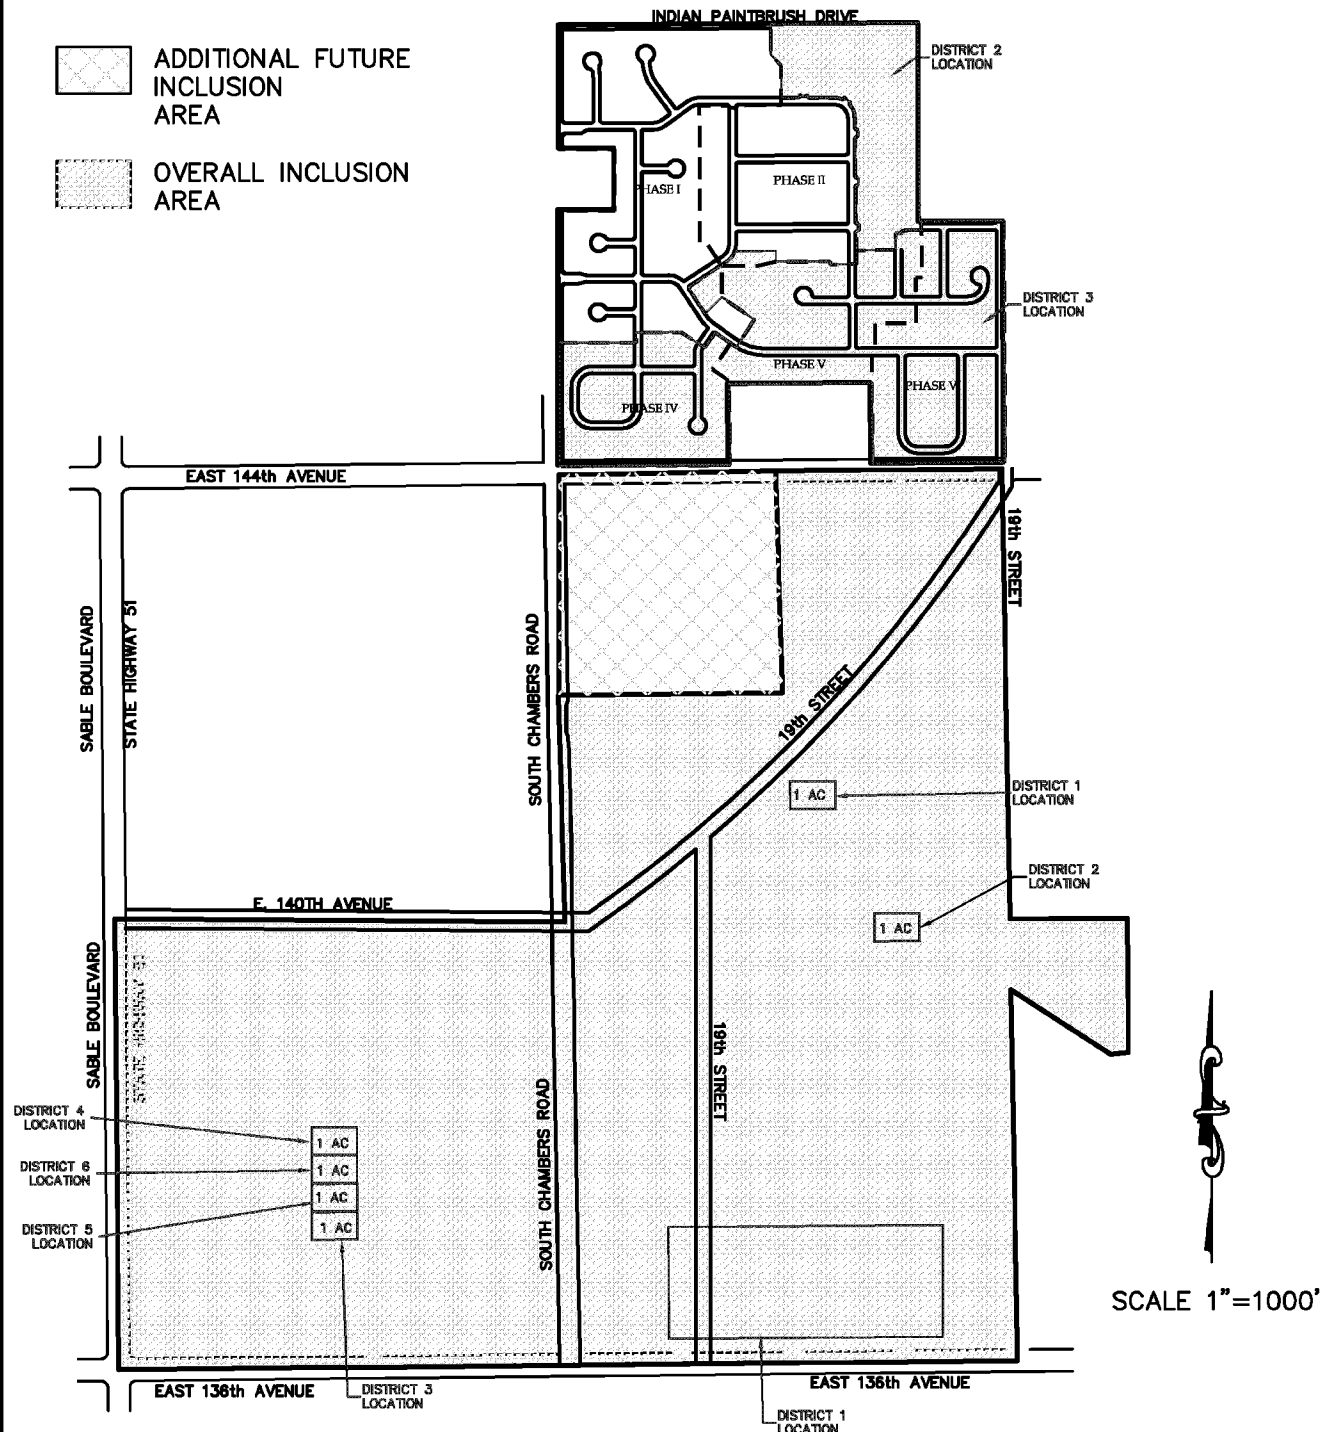 INDIAN PAINTBRUSH DRIVE
ADDITIONAL FUTURE
INCLUSION
AREA
OVERALL INCLUSION
AREA
DISTRICT 2
LOCATION
PHASE I
PHASE II
DISTRICT 3
LOCATION
PHASE V
PHASE V
PHASE IV
EAST 144th AVENUE
19th STREET
SABLE BOULEVARD
STATE HIGHWAY 51
SOUTH CHAMBERS ROAD
19th STREET
1 AC
DISTRICT 1
LOCATION
DISTRICT 2
LOCATION
1 AC
E. 140TH AVENUE
SABLE BOULEVARD
STATE HIGHWAY 51
19th STREET
SOUTH CHAMBERS ROAD
DISTRICT 4
LOCATION
1 AC
DISTRICT 6
LOCATION
1 AC
1 AC
DISTRICT 5
LOCATION
1 AC
SCALE 1"=1000'
EAST 136th AVENUE
DISTRICT 3
LOCATION
EAST 136th AVENUE
DISTRICT 1
LOCATION